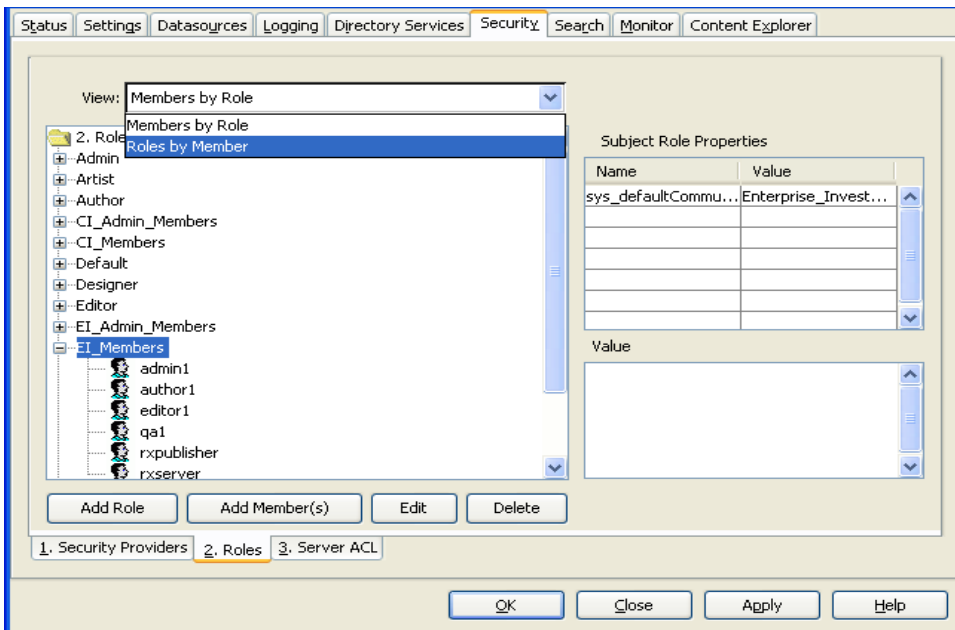 Status Settings Datasources Logging Directory Services Security Search Monitor Content Explorer
View: Members by Role
Members by Role
Roles by Member
2. Role
Admin
Artist
Author
CI_Admin_Members
CI_Members
Default
Designer
Editor
EI_Admin_Members
EI_Members
admin1
author1
editor1
qa1
rxpublisher
rxserver
Subject Role Properties
Name Value
sys_defaultCommu... Enterprise_Invest...
Value
Add Role Add Member(s) Edit Delete
1. Security Providers 2. Roles 3. Server ACL
OK Close Apply Help